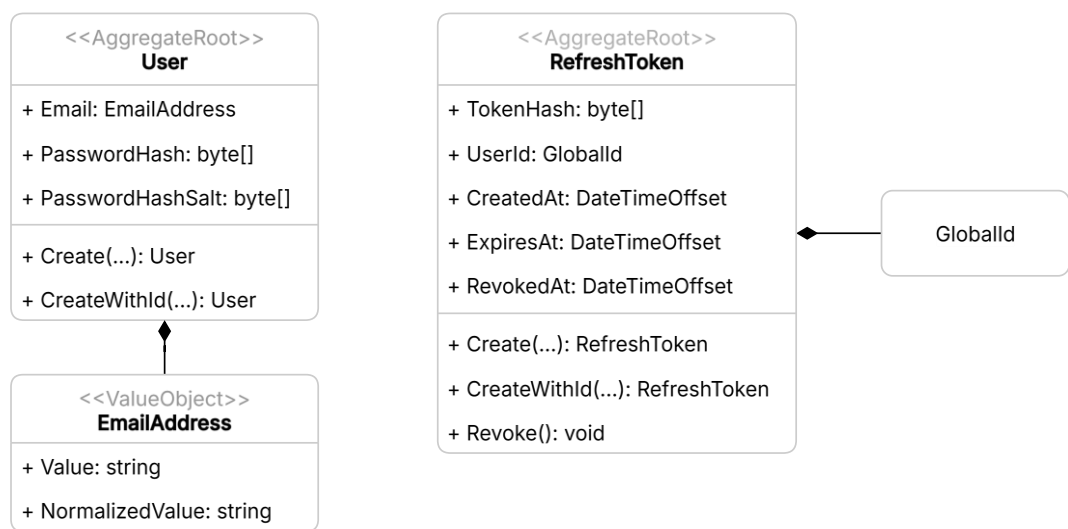 <<AggregateRoot>>
User
+ Email: EmailAddress
+ PasswordHash: byte[]
+ PasswordHashSalt: byte[]
+ Create(...): User
+ CreateWithId(...): User
<<ValueObject>>
EmailAddress
+ Value: string
+ NormalizedValue: string
<<AggregateRoot>>
RefreshToken
+ TokenHash: byte[]
+ UserId: GlobalId
+ CreatedAt: DateTimeOffset
+ ExpiresAt: DateTimeOffset
+ RevokedAt: DateTimeOffset
+ Create(...): RefreshToken
+ CreateWithId(...): RefreshToken
+ Revoke(): void
GlobalId